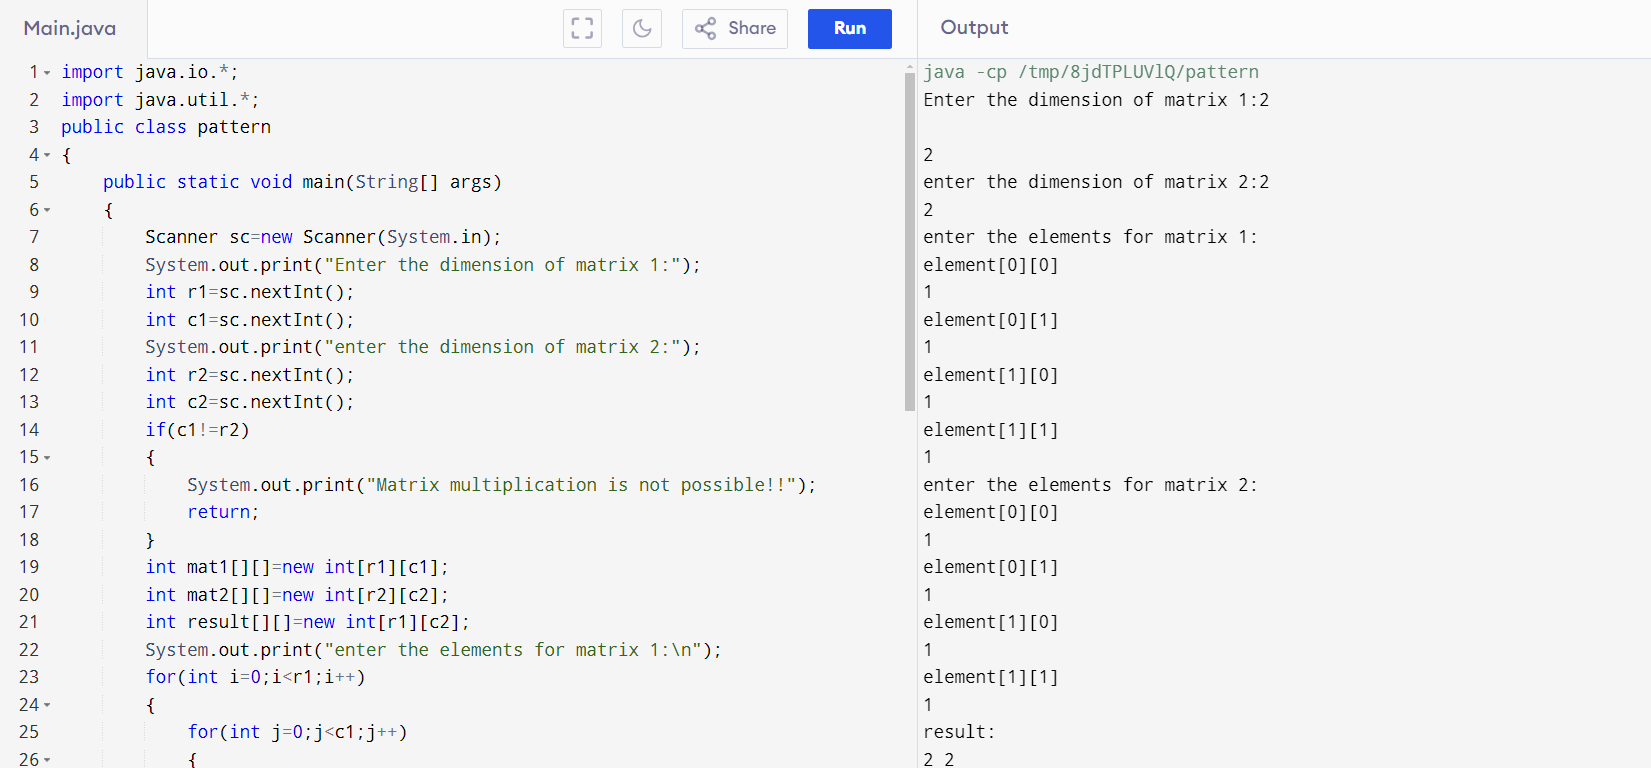 Main.java
Share
Run
Output
1 import java.io.*;
2 import java.util.*;
3 public class pattern
4 {
5 public static void main(String[] args)
6 {
7 Scanner sc=new Scanner(System.in);
8 System.out.print("Enter the dimension of matrix 1:");
9 int r1=sc.nextInt();
10 int c1=sc.nextInt();
11 System.out.print("enter the dimension of matrix 2:");
12 int r2=sc.nextInt();
13 int c2=sc.nextInt();
14 if(c1!=r2)
15 {
16 System.out.print("Matrix multiplication is not possible!!");
17 return;
18 }
19 int mat1[][]=new int[r1][c1];
20 int mat2[][]=new int[r2][c2];
21 int result[][]=new int[r1][c2];
22 System.out.print("enter the elements for matrix 1:\n");
23 for(int i=0;i<r1;i++)
24 {
25 for(int j=0;j<c1;j++)
26 {
java -cp /tmp/8jdTPLUVlQ/pattern
Enter the dimension of matrix 1:2
2
enter the dimension of matrix 2:2
2
enter the elements for matrix 1:
element[0][0]
1
element[0][1]
1
element[1][0]
1
element[1][1]
1
enter the elements for matrix 2:
element[0][0]
1
element[0][1]
1
element[1][0]
1
element[1][1]
1
result:
2 2